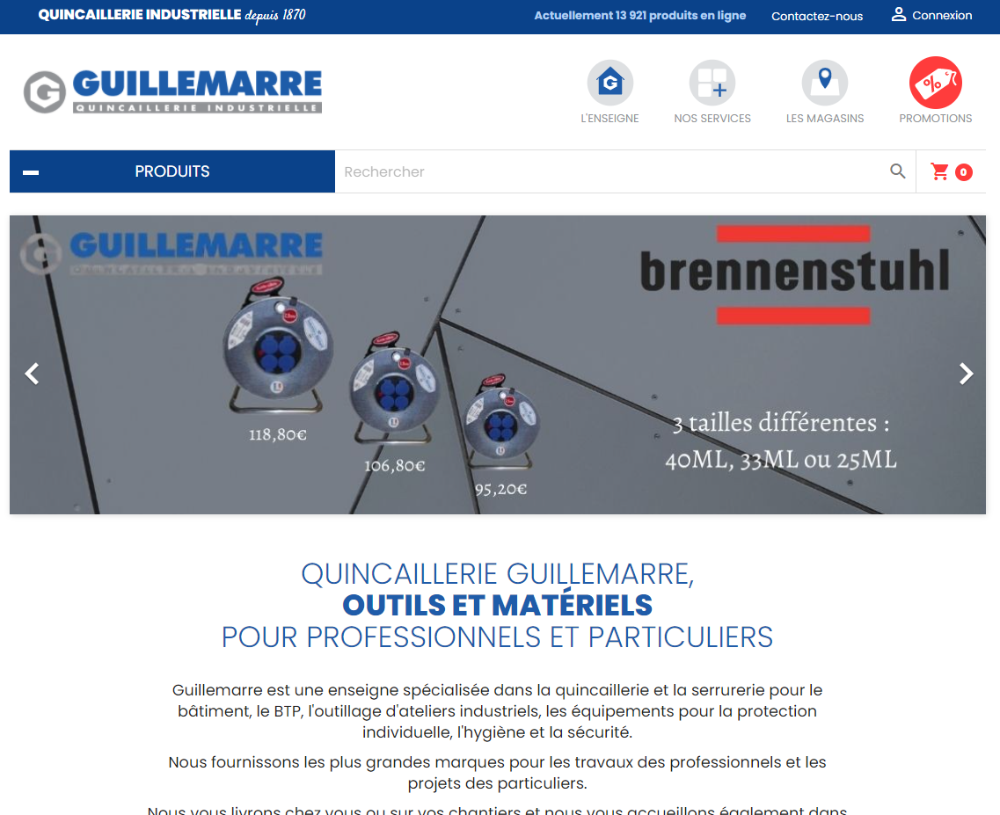 QUINCAILLERIE INDUSTRIELLE depuis 1870
Actuellement 13 921 produits en ligne
Contactez-nous
Connexion
GUILLEMARRE
QUINCAILLERIE INDUSTRIELLE
L'ENSEIGNE
NOS SERVICES
LES MAGASINS
PROMOTIONS
PRODUITS
Rechercher
0
GUILLEMARRE
QUINCAILLERIE INDUSTRIELLE
brennenstuhl
118,80€
106,80€
95,20€
3 tailles différentes :
40ML, 33ML ou 25ML
QUINCAILLERIE GUILLEMARRE,
OUTILS ET MATÉRIELS
POUR PROFESSIONNELS ET PARTICULIERS
Guillemarre est une enseigne spécialisée dans la quincaillerie et la serrurerie pour le
bâtiment, le BTP, l'outillage d'ateliers industriels, les équipements pour la protection
individuelle, l'hygiène et la sécurité.
Nous fournissons les plus grandes marques pour les travaux des professionnels et les
projets des particuliers.
Nous vous livrons chez vous ou sur vos chantiers et nous vous accueillons également dans